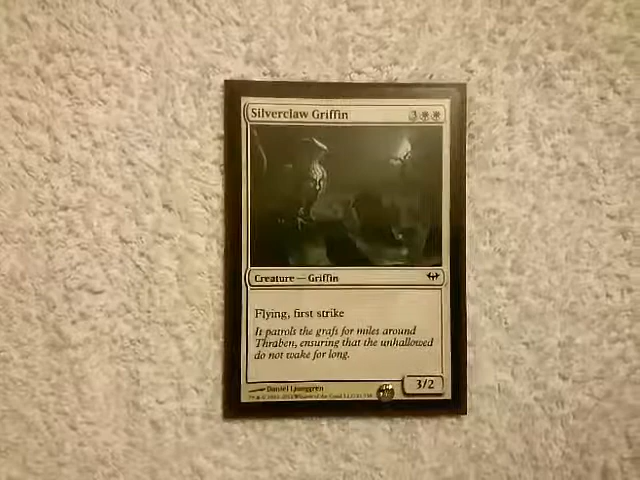 Silverclaw Griffin 3
Creature — Griffin
Flying, first strike
It patrols the grafs for miles around
Thraben, ensuring that the unhallowed
do not wake for long.
3/2
Daniel Ljunggren